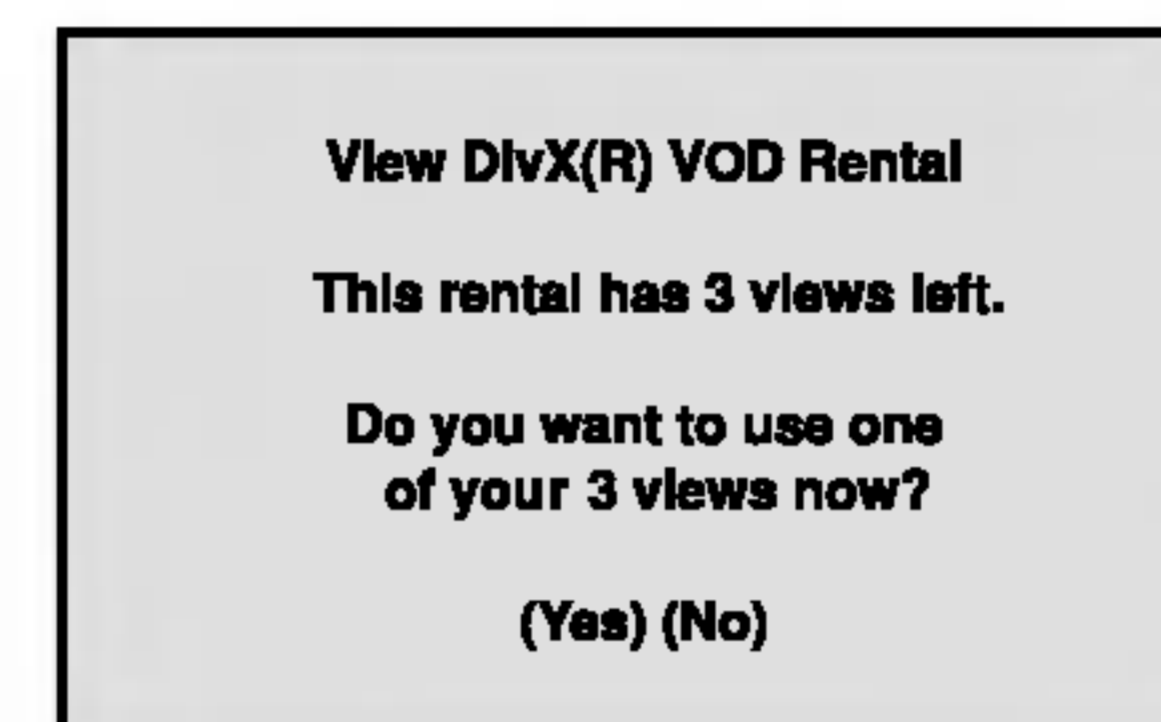 View DivX(R) VOD Rental
This rental has 3 views left.
Do you want to use one
of your 3 views now?
(Yes) (No)